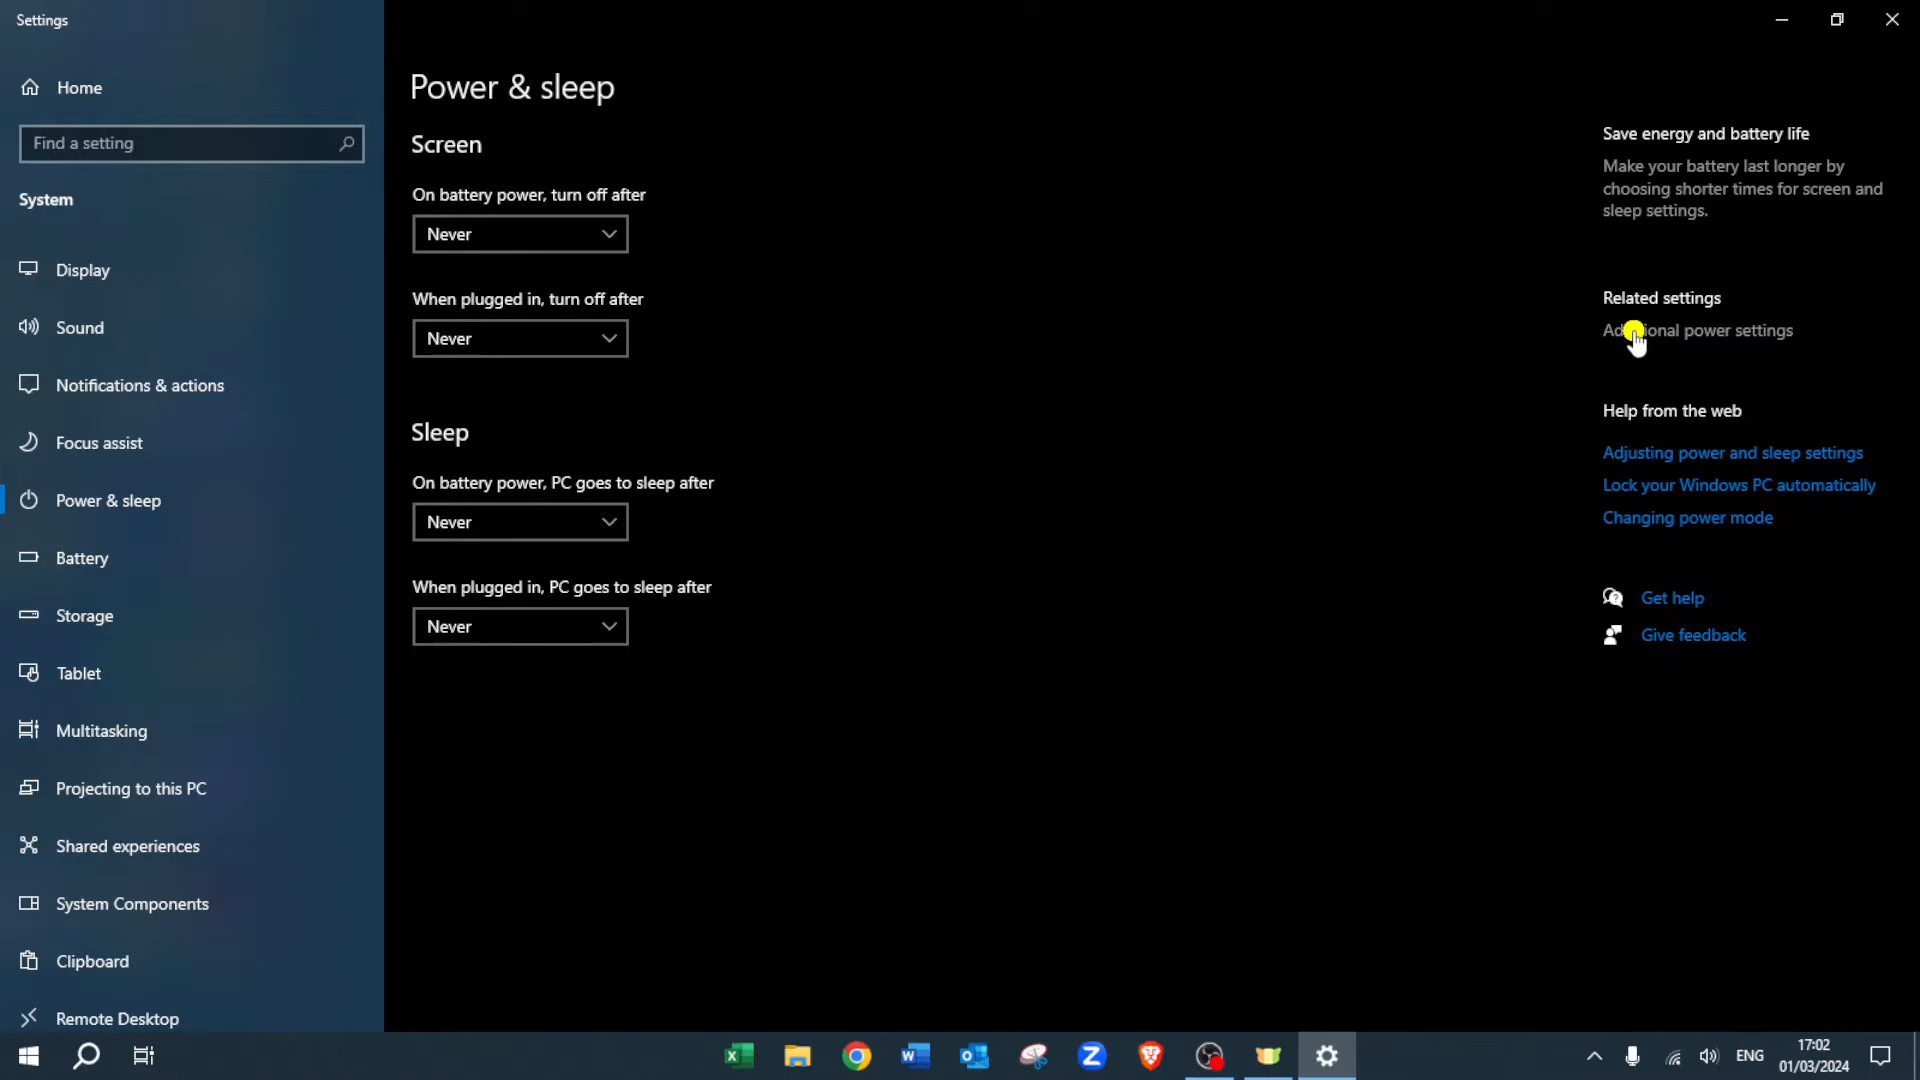 Settings
Home
Find a setting
System
Display
Sound
Notifications & actions
Focus assist
Power & sleep
Battery
Storage
Tablet
Multitasking
Projecting to this PC
Shared experiences
System Components
Clipboard
Remote Desktop
Power & sleep
Screen
On battery power, turn off after
Never
When plugged in, turn off after
Never
Sleep
On battery power, PC goes to sleep after
Never
When plugged in, PC goes to sleep after
Never
Save energy and battery life
Make your battery last longer by
choosing shorter times for screen and
sleep settings.
Related settings
Additional power settings
Help from the web
Adjusting power and sleep settings
Lock your Windows PC automatically
Changing power mode
Get help
Give feedback
ENG
17:02
01/03/2024